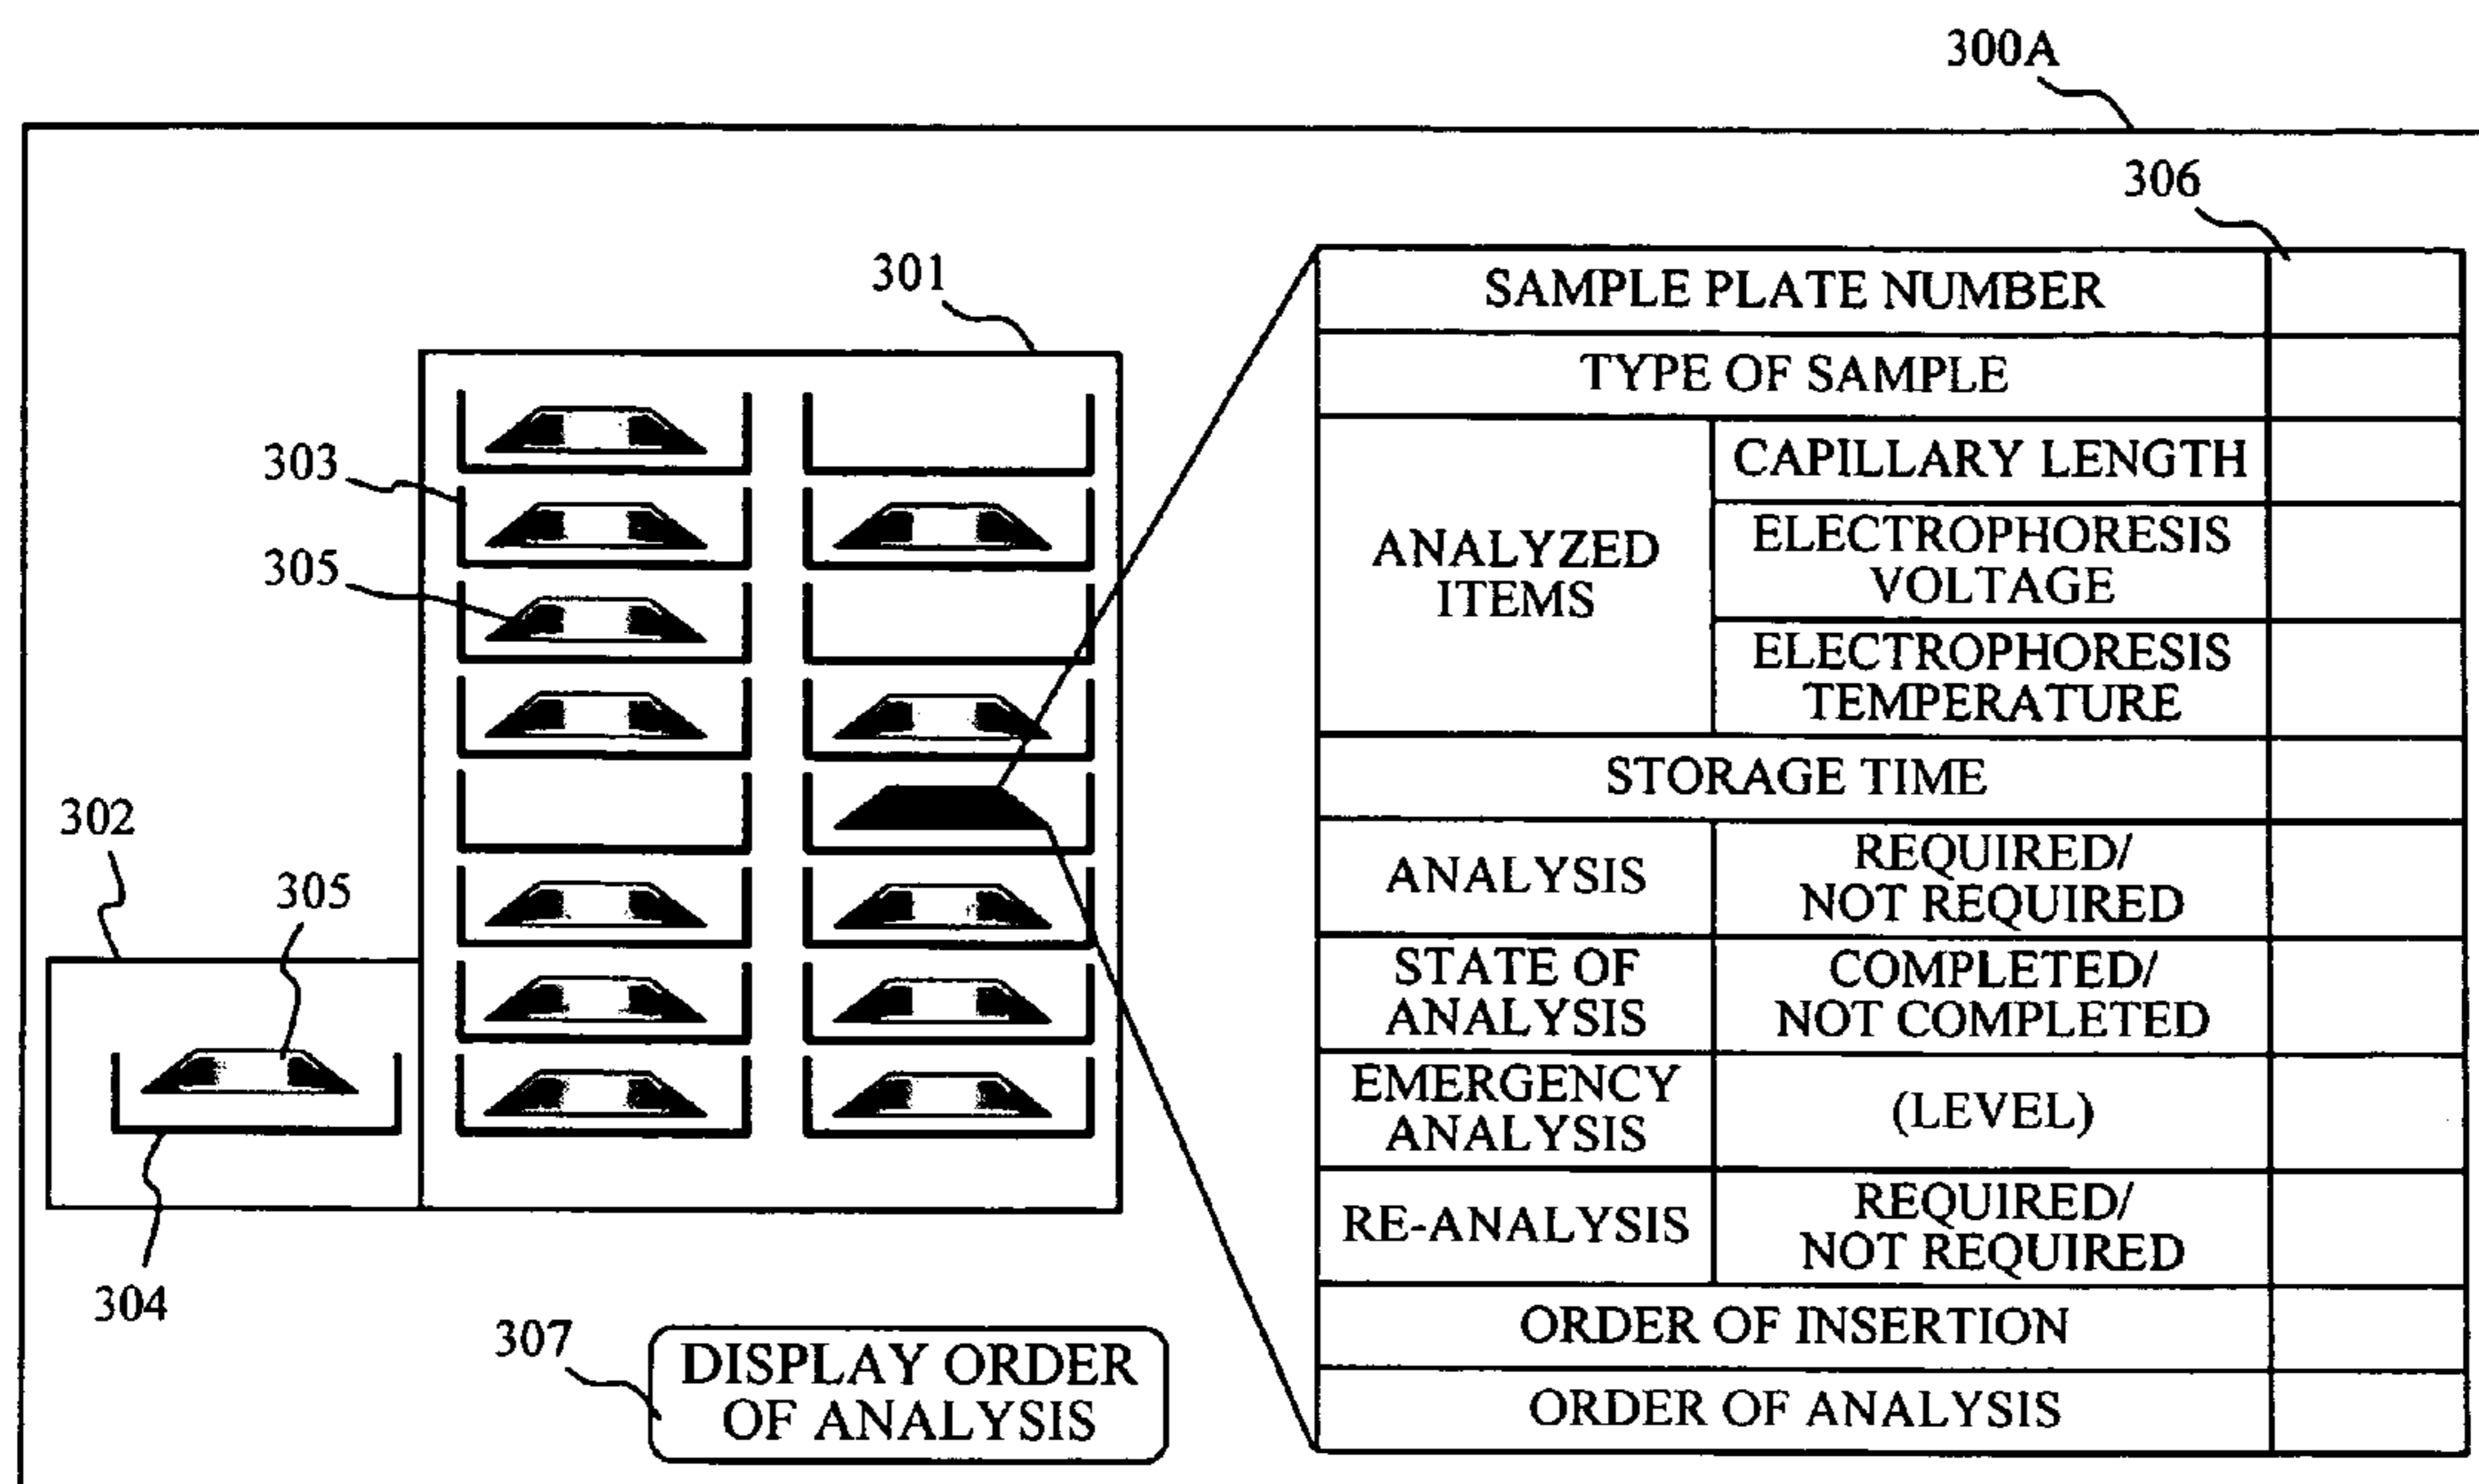 300A
306
301
303
305
302
305
304
307
DISPLAY ORDER
OF ANALYSIS
SAMPLE PLATE NUMBER
TYPE OF SAMPLE
ANALYZED
ITEMS
CAPILLARY LENGTH
ELECTROPHORESIS
VOLTAGE
ELECTROPHORESIS
TEMPERATURE
STORAGE TIME
ANALYSIS
REQUIRED/
NOT REQUIRED
STATE OF
ANALYSIS
COMPLETED/
NOT COMPLETED
EMERGENCY
ANALYSIS
(LEVEL)
RE-ANALYSIS
REQUIRED/
NOT REQUIRED
ORDER OF INSERTION
ORDER OF ANALYSIS